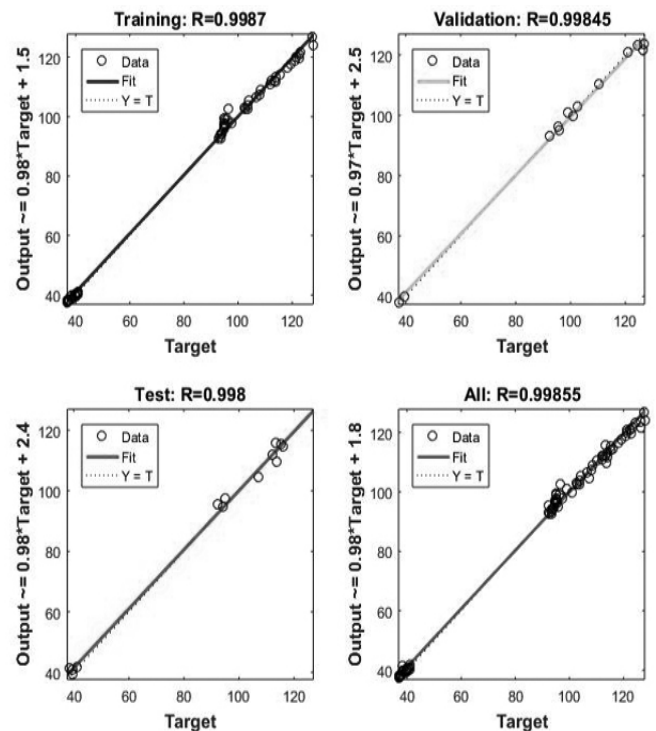 Training: R=0.9987
Output ~= 0.98*Target + 1.5
120
100
80
60
40
Data
Fit
Y = T
40 60 80 100 120
Target
Validation: R=0.99845
Output ~= 0.97*Target + 2.5
120
100
80
60
40
Data
Fit
Y = T
40 60 80 100 120
Target
Test: R=0.998
Output ~= 0.98*Target + 2.4
120
100
80
60
40
Data
Fit
Y = T
40 60 80 100 120
Target
All: R=0.99855
Output ~= 0.98*Target + 1.8
120
100
80
60
40
Data
Fit
Y = T
40 60 80 100 120
Target